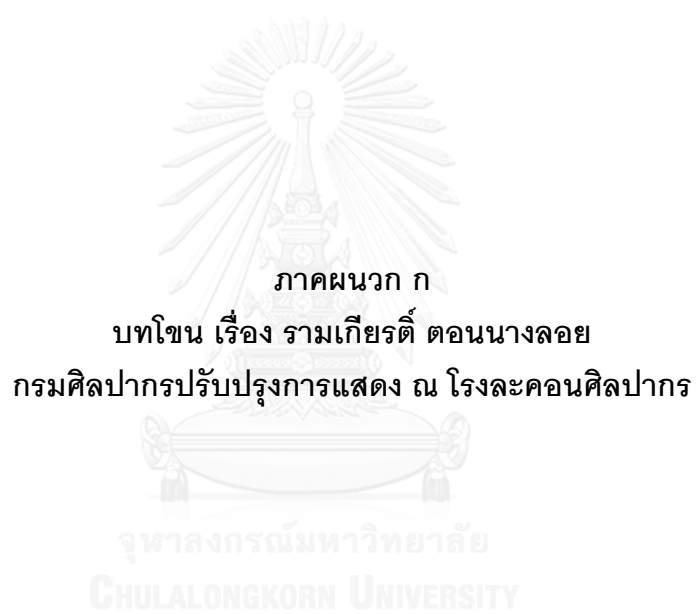 ภาคผนวก ก
บทโขน เรื่อง รามเกียรติ์ ตอนนางลอย
กรมศิลปากรปรับปรุงการแสดง ณ โรงละคอนศิลปากร
จุฬาลงกรณ์มหาวิทยาลัย
CHULALONGKORN UNIVERSITY